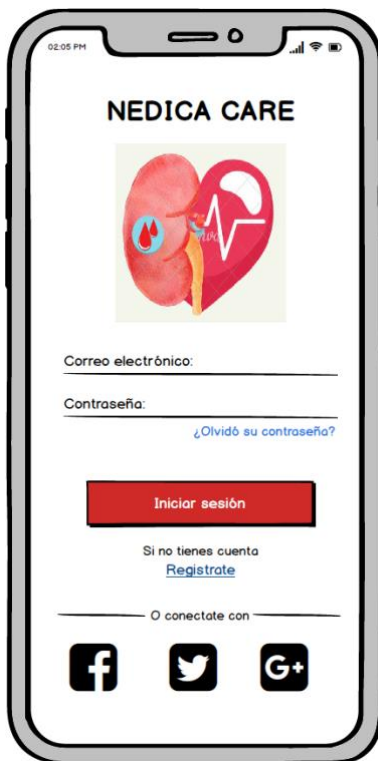 02:05 PM
NEDICA CARE
Correo electrónico:
Contraseña:
¿Olvidó su contraseña?
Iniciar sesión
Si no tienes cuenta
Registrate
O conectate con
f
G+